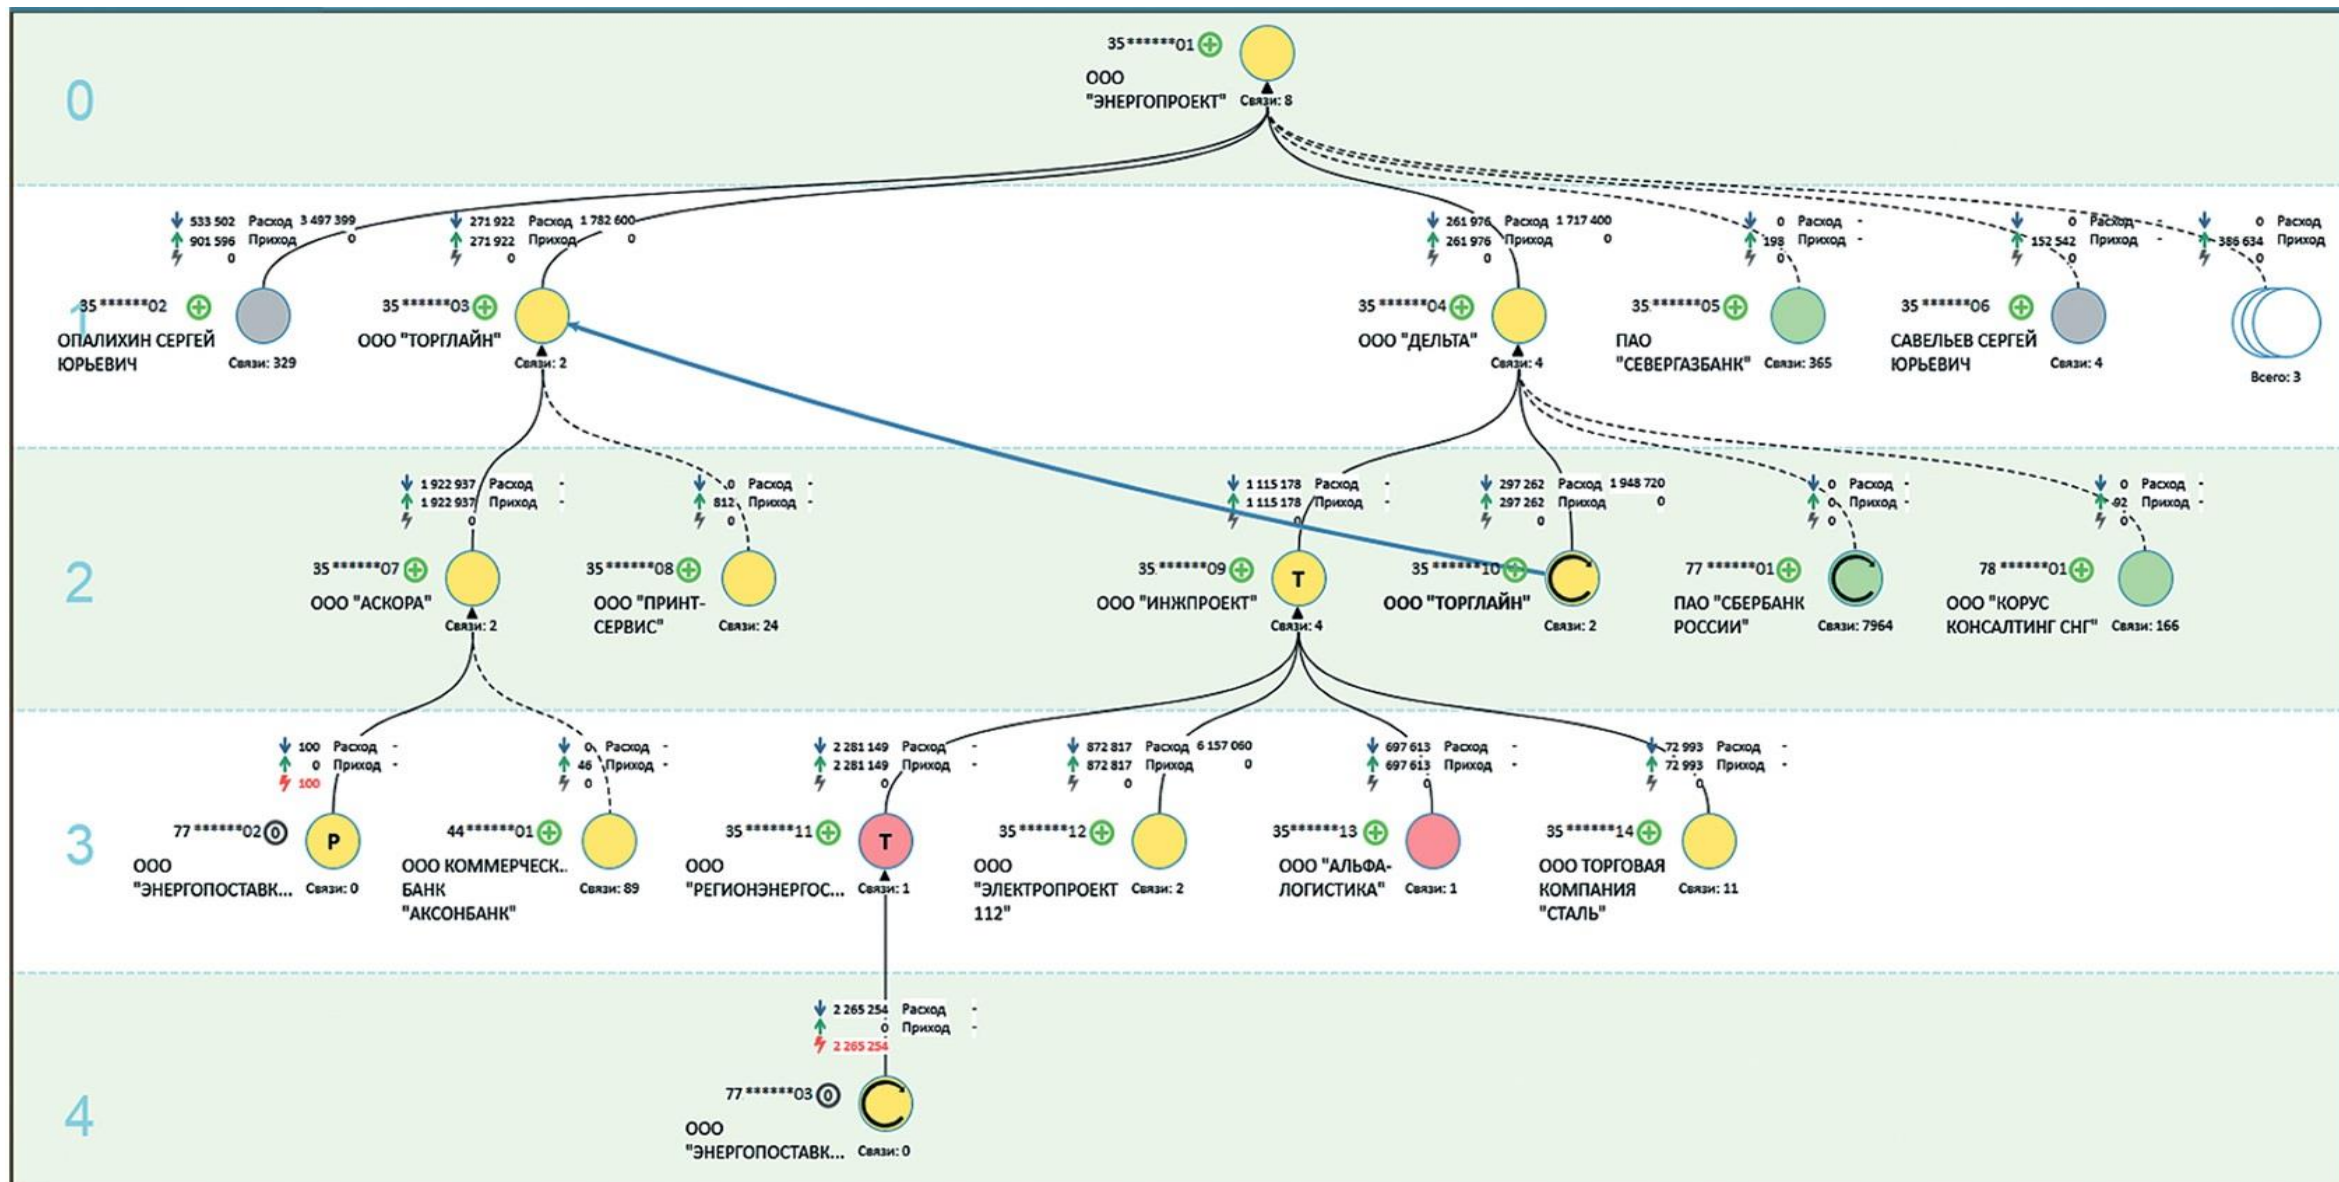 0
35******01
ООО
"ЭНЕРГОПРОЕКТ"
Связи: 8
1
533 502 Расход 3 497 399
901 596 Приход 0
0
35******02
ОПАЛИХИН СЕРГЕЙ
ЮРЬЕВИЧ
Связи: 329
271 922 Расход 1 782 600
271 922 Приход 0
0
35******03
ООО "ТОРГЛАЙН"
Связи: 2
261 976 Расход 1 717 400
261 976 Приход 0
0
35******04
ООО "ДЕЛЬТА"
Связи: 4
0 Расход -
198 Приход -
0
35******05
ПАО
"СЕВЕРГАЗБАНК"
Связи: 365
0 Расход -
152 542 Приход -
0
35******06
САВЕЛЬЕВ СЕРГЕЙ
ЮРЬЕВИЧ
Связи: 4
0 Расход
386 634 Приход
0
Всего: 3
2
1 922 937 Расход -
1 922 937 Приход -
0
35******07
ООО "АСКОРА"
Связи: 2
0 Расход -
812 Приход -
0
35******08
ООО "ПРИНТ-
СЕРВИС"
Связи: 24
1 115 178 Расход -
1 115 178 Приход -
0
35******09
ООО "ИНЖПРОЕКТ"
T
Связи: 4
297 262 Расход 1 948 720
297 262 Приход 0
0
35******10
ООО "ТОРГЛАЙН"
Связи: 2
0 Расход -
0 Приход -
0
77******01
ПАО "СБЕРБАНК
РОССИИ"
Связи: 7964
0 Расход -
92 Приход -
0
78******01
ООО "КОРУС
КОНСАЛТИНГ СНГ"
Связи: 166
3
100 Расход -
0 Приход -
100
77******02 0
ООО
"ЭНЕРГОПОСТАВК...
P
Связи: 0
0 Расход -
46 Приход -
0
44******01
ООО КОММЕРЧЕСК..
БАНК
"АКСОНБАНК"
Связи: 89
2 281 149 Расход -
2 281 149 Приход -
0
35******11
ООО
"РЕГИОНЭНЕРГОС...
T
Связи: 1
872 817 Расход 6 157 060
872 817 Приход 0
0
35******12
ООО
"ЭЛЕКТРОПРОЕКТ
112"
Связи: 2
697 613 Расход -
697 613 Приход -
0
35******13
ООО "АЛЬФА-
ЛОГИСТИКА"
Связи: 1
72 993 Расход -
72 993 Приход -
0
35******14
ООО ТОРГОВАЯ
КОМПАНИЯ
"СТАЛЬ"
Связи: 11
4
2 265 254 Расход -
0 Приход -
2 265 254
77******03 0
ООО
"ЭНЕРГОПОСТАВК...
Связи: 0